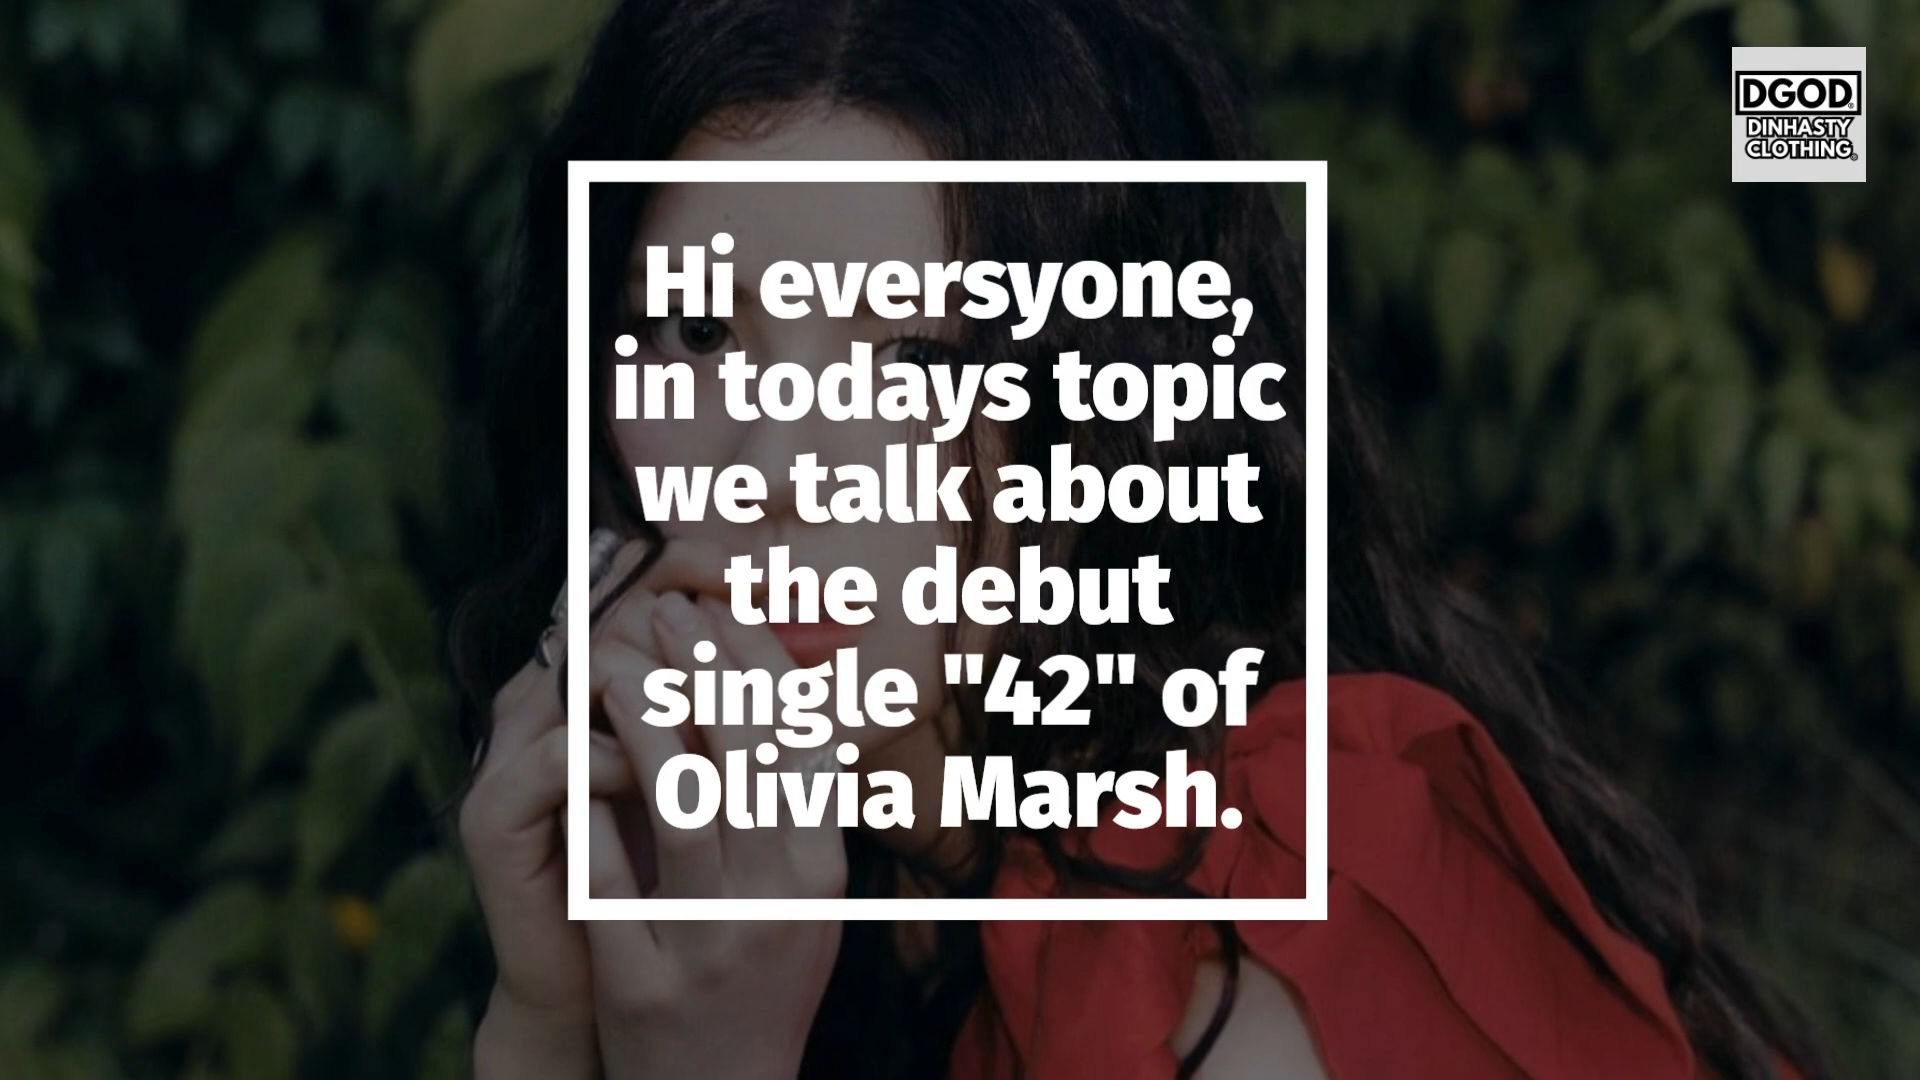 DGOD
DINHASTY
CLOTHING
Hi eversyone,
in todays topic
we talk about
the debut
single "42" of
Olivia Marsh.